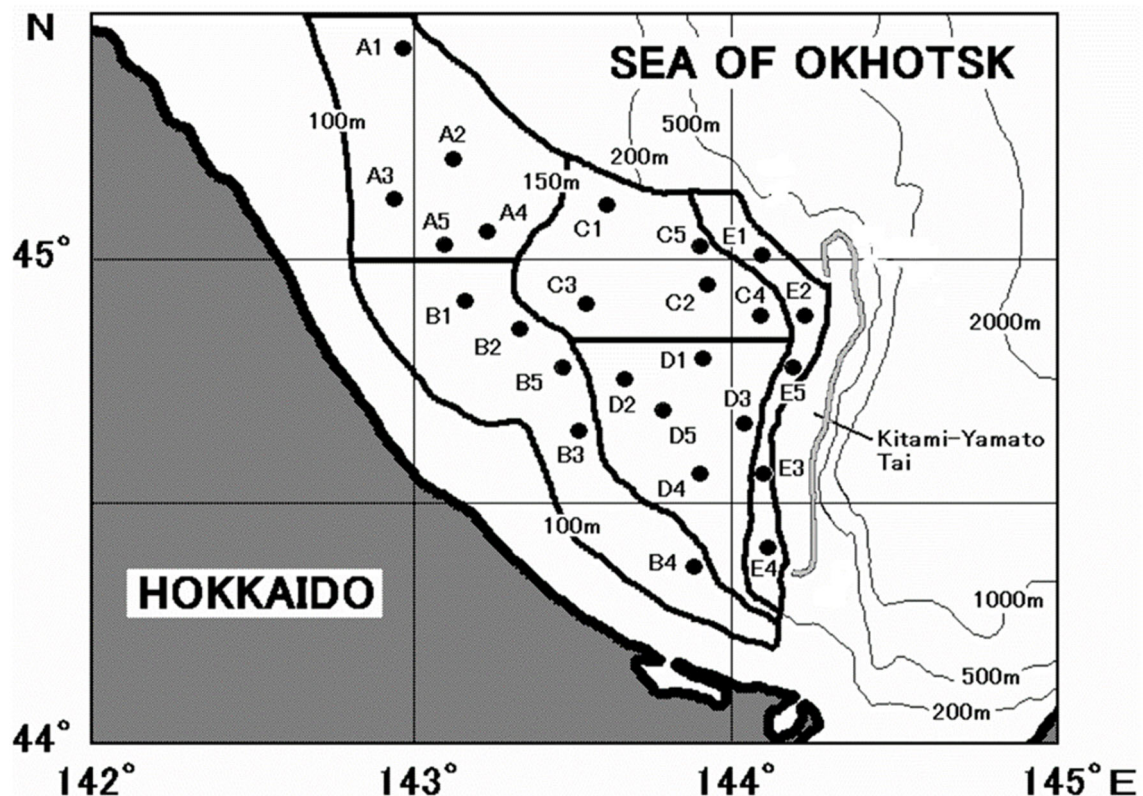 N
A1
SEA OF OKHOTSK
100m
500m
A2
200m
A3
150m
A4
A5
C1
C5
E1
45°
C3
C2
C4
E2
B1
2000m
B2
D1
B5
D2
D3
E5
D5
B3
Kitami-Yamato
Tai
D4
E3
100m
B4
E4
HOKKAIDO
1000m
500m
200m
44°
142°
143°
144°
145°E